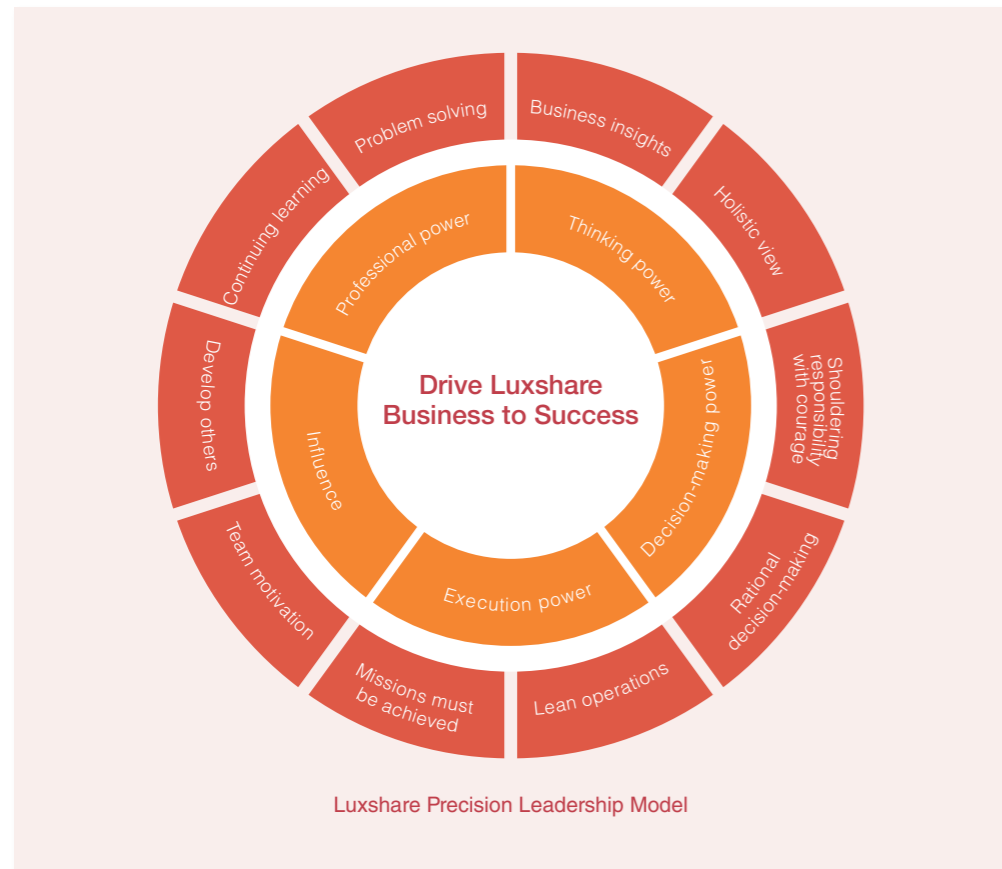 Problem solving
Business insights
Holistic view
Shouldering
responsibility
with courage
Rational
decision-making
Lean operations
Missions must
be achieved
Team motivation
Develop others
Continuing learning
Professional power
Thinking power
Decision-making power
Execution power
Influence
Drive Luxshare
Business to Success
Luxshare Precision Leadership Model